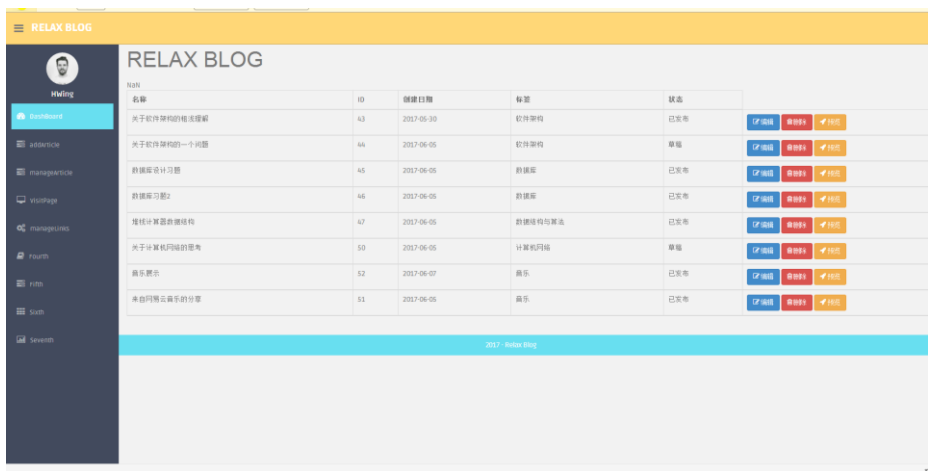 RELAX BLOG
HWing
Dashboard
addArticle
manageArticle
visitPage
manageLinks
Fourth
Fifth
Sixth
Seventh
RELAX BLOG
NaN
名称 ID 创建日期 标签 状态
关于软件架构的粗浅理解 43 2017-05-30 软件架构 已发布 编辑 删除 预览
关于软件架构的一个问题 44 2017-06-05 软件架构 草稿 编辑 删除 预览
数据库设计习题 45 2017-06-05 数据库 已发布 编辑 删除 预览
数据库习题2 46 2017-06-05 数据库 已发布 编辑 删除 预览
堆栈计算器数据结构 47 2017-06-05 数据结构与算法 已发布 编辑 删除 预览
关于计算机网络的思考 50 2017-06-05 计算机网络 草稿 编辑 删除 预览
音乐展示 52 2017-06-07 音乐 已发布 编辑 删除 预览
来自网易云音乐的分享 51 2017-06-05 音乐 已发布 编辑 删除 预览
2017 - Relax Blog